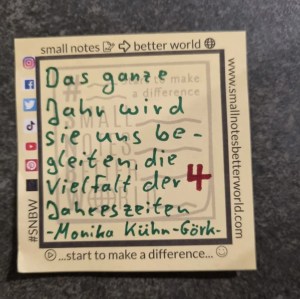 small notes better world
Das ganze
Jahr wird
sie uns be-
gleiten, die
Vielfalt der 4
Jahreszeiten
-Monika Kühn-Görk-
www.smallnotesbetterworld.com
#SNBW
...start to make a difference...